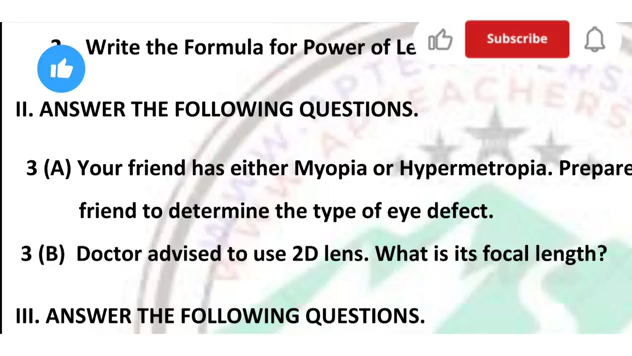 Write the Formula for Power of Le
Subscribe
II. ANSWER THE FOLLOWING QUESTIONS.
3 (A) Your friend has either Myopia or Hypermetropia. Prepare
friend to determine the type of eye defect.
3 (B) Doctor advised to use 2D lens. What is its focal length?
III. ANSWER THE FOLLOWING QUESTIONS.